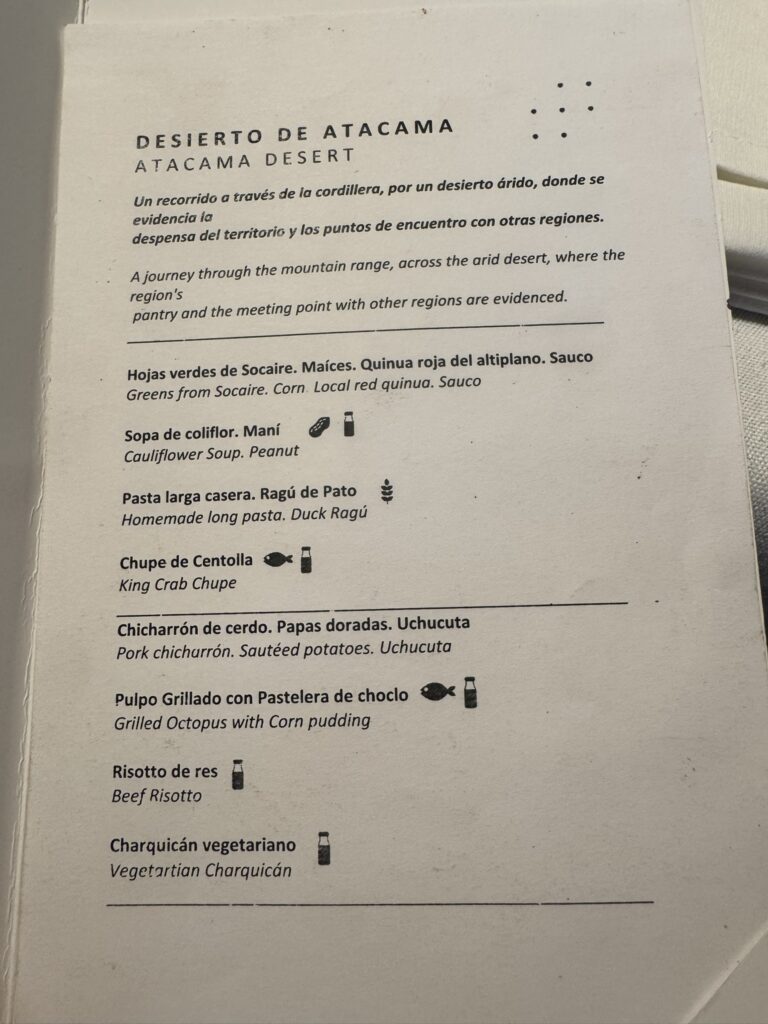 DESIERTO DE ATACAMA
ATACAMA DESERT
Un recorrido a través de la cordillera, por un desierto árido, donde se
evidencia la
despensa del territorio y los puntos de encuentro con otras regiones.
A journey through the mountain range, across the arid desert, where the
region's
pantry and the meeting point with other regions are evidenced.
Hojas verdes de Socaire. Maíces. Quinua roja del altiplano. Sauco
Greens from Socaire. Corn. Local red quinua. Sauco
Sopa de coliflor. Maní
Cauliflower Soup. Peanut
Pasta larga casera. Ragú de Pato
Homemade long pasta. Duck Ragú
Chupe de Centolla
King Crab Chupe
Chicharrón de cerdo. Papas doradas. Uchucuta
Pork chicharrón. Sautéed potatoes. Uchucuta
Pulpo Grillado con Pastelera de choclo
Grilled Octopus with Corn pudding
Risotto de res
Beef Risotto
Charquicán vegetariano
Vegetartian Charquicán